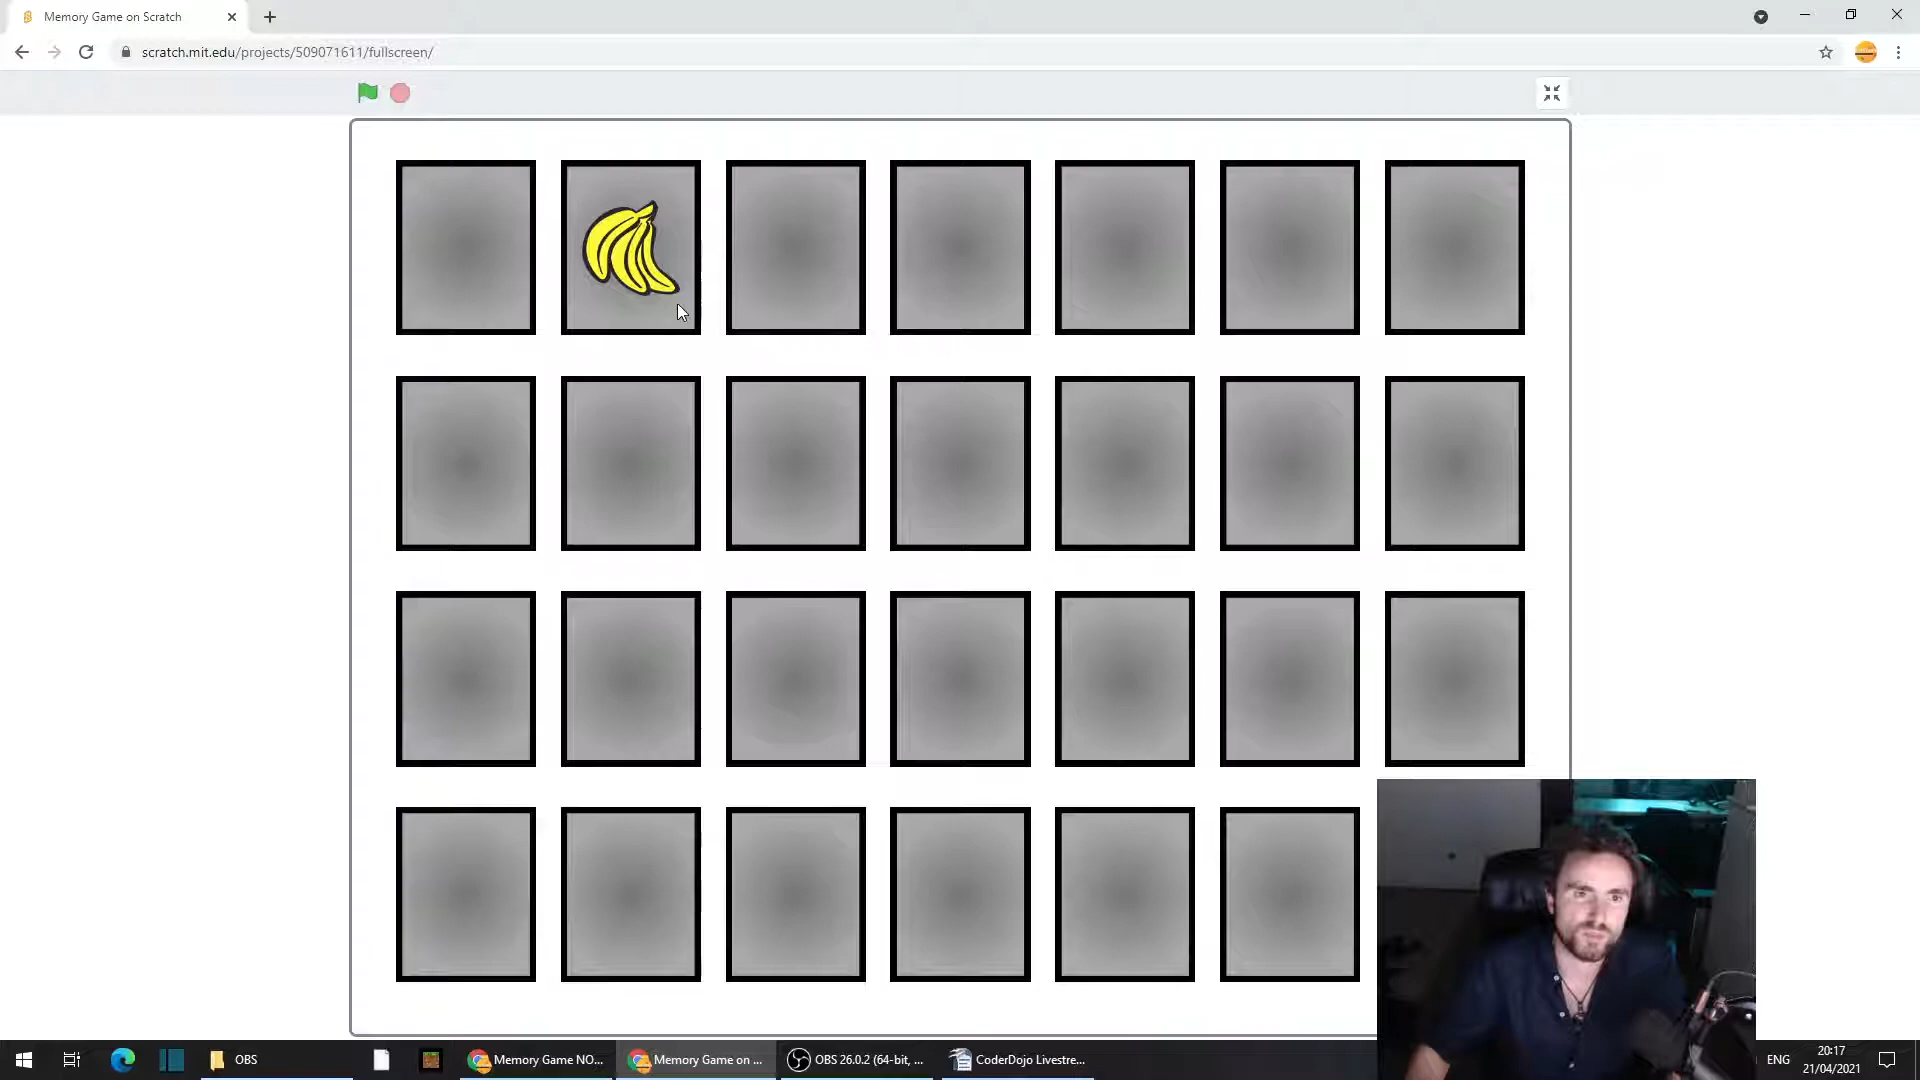 Memory Game on Scratch
scratch.mit.edu/projects/509071611/fullscreen/
OBS
Memory Game NO...
Memory Game on ...
OBS 26.0.2 (64-bit, ...
CoderDojo Livestre...
ENG
20:17
21/04/2021